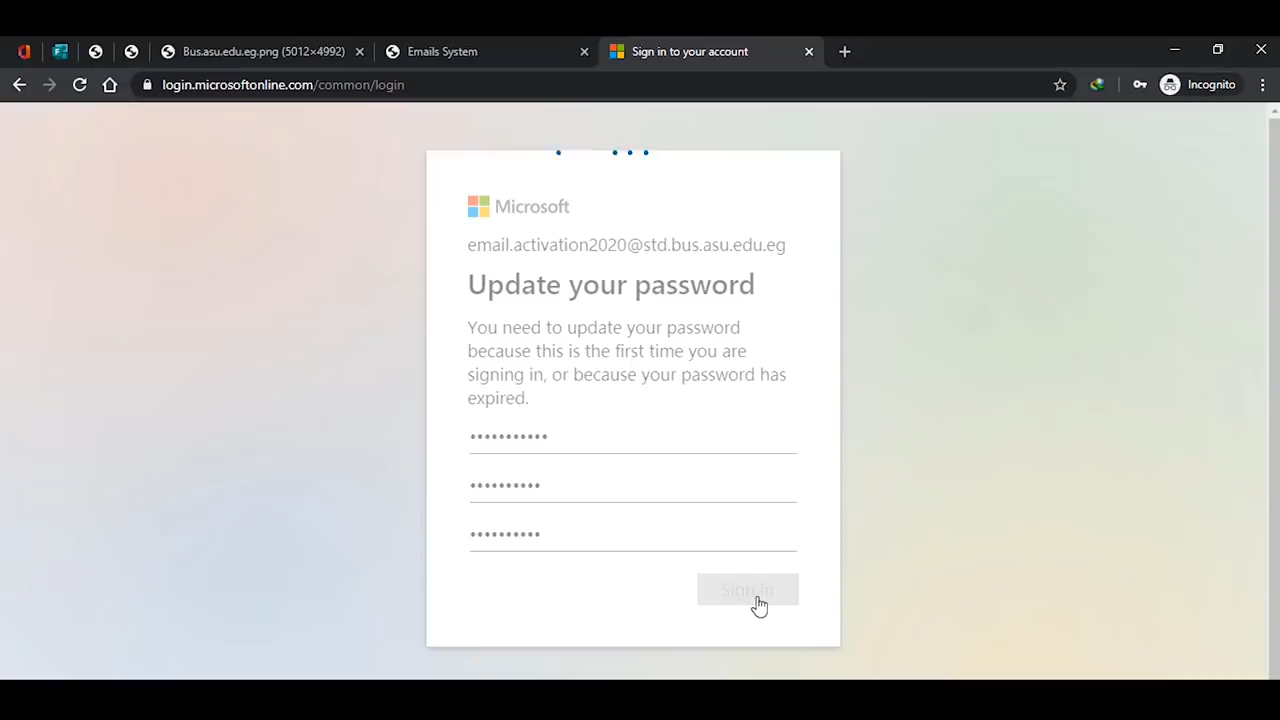 Bus.asu.edu.eg.png (5012×4992)
Emails System
Sign in to your account
login.microsoftonline.com/common/login
Incognito
Microsoft
email.activation2020@std.bus.asu.edu.eg
Update your password
You need to update your password
because this is the first time you are
signing in, or because your password has
expired.
•••••••••••
••••••••••
••••••••••
Sign in